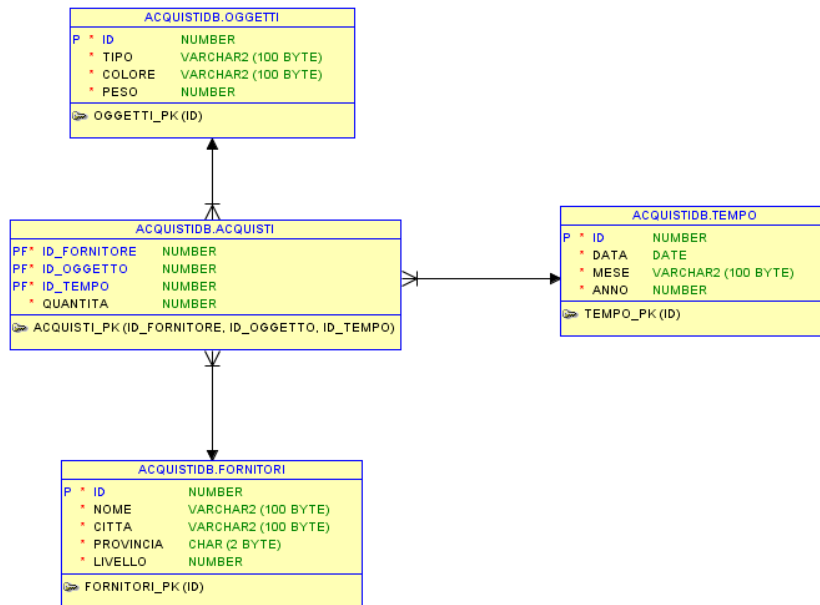 ACQUISTIDB.OGGETTI
P * ID NUMBER
* TIPO VARCHAR2 (100 BYTE)
* COLORE VARCHAR2 (100 BYTE)
* PESO NUMBER
OGGETTI_PK (ID)
ACQUISTIDB.ACQUISTI
PF* ID_FORNITORE NUMBER
PF* ID_OGGETTO NUMBER
PF* ID_TEMPO NUMBER
* QUANTITA NUMBER
ACQUISTI_PK (ID_FORNITORE, ID_OGGETTO, ID_TEMPO)
ACQUISTIDB.TEMPO
P * ID NUMBER
* DATA DATE
* MESE VARCHAR2 (100 BYTE)
* ANNO NUMBER
TEMPO_PK (ID)
ACQUISTIDB.FORNITORI
P * ID NUMBER
* NOME VARCHAR2 (100 BYTE)
* CITTA VARCHAR2 (100 BYTE)
* PROVINCIA CHAR (2 BYTE)
* LIVELLO NUMBER
FORNITORI_PK (ID)